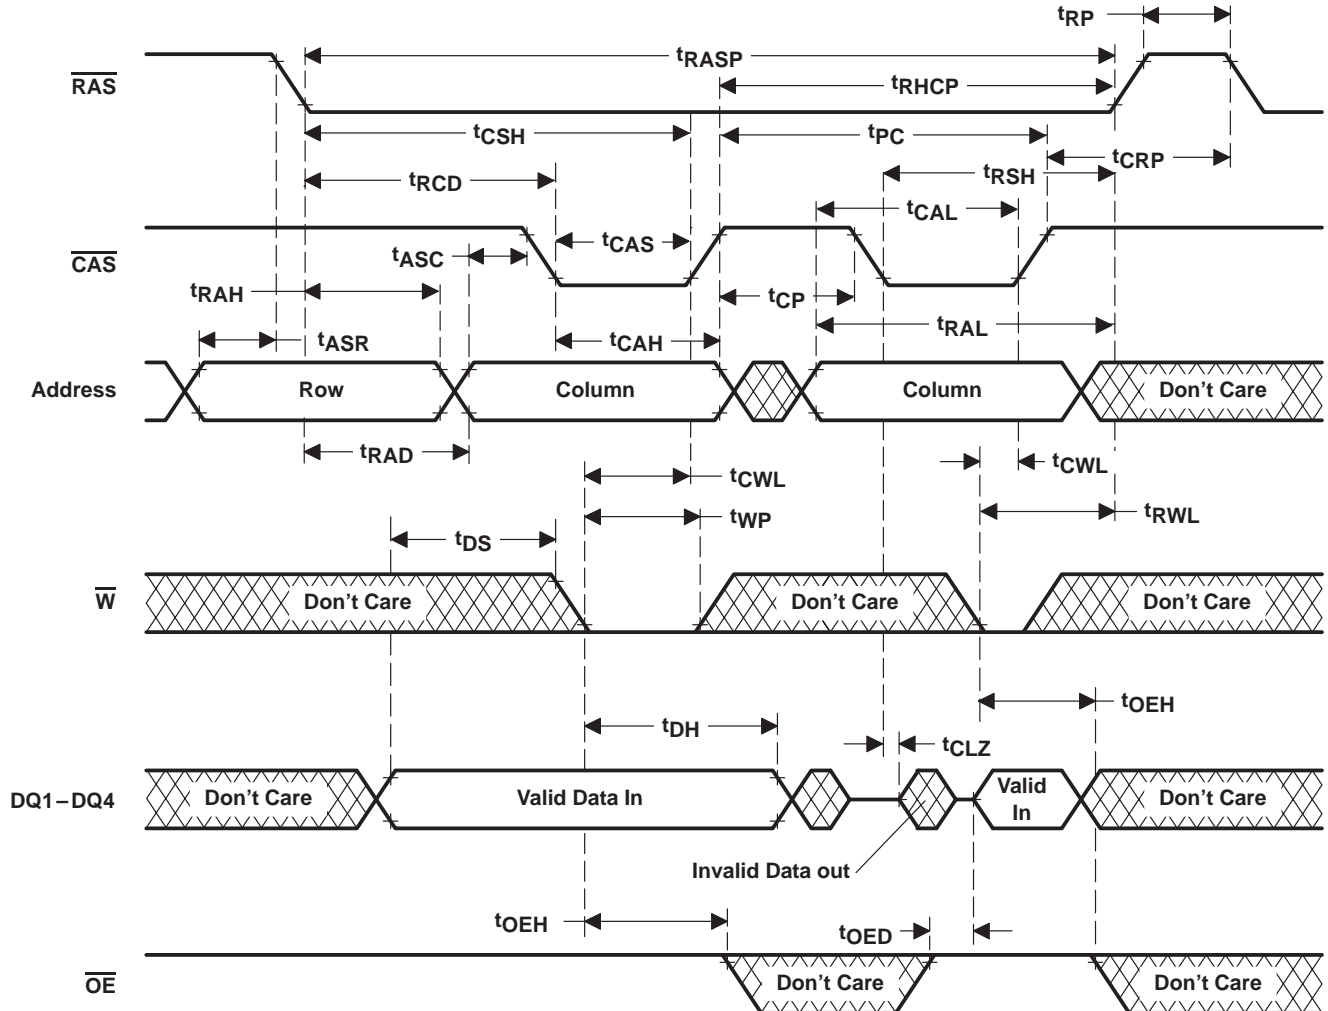 tRP
tRASP
RAS
tRHCP
tCSH
tPC
tCRP
tRCD
tRSH
tCAL
tCAS
CAS
tASC
tRAH
tCP
tASR
tCAH
tRAL
Address
Row
Column
Column
Don't Care
tRAD
tCWL
tCWL
tWP
tRWL
tDS
W
Don't Care
Don't Care
Don't Care
tOEH
tDH
tCLZ
DQ1–DQ4
Don't Care
Valid Data In
Valid
In
Don't Care
Invalid Data out
tOEH
tOED
OE
Don't Care
Don't Care